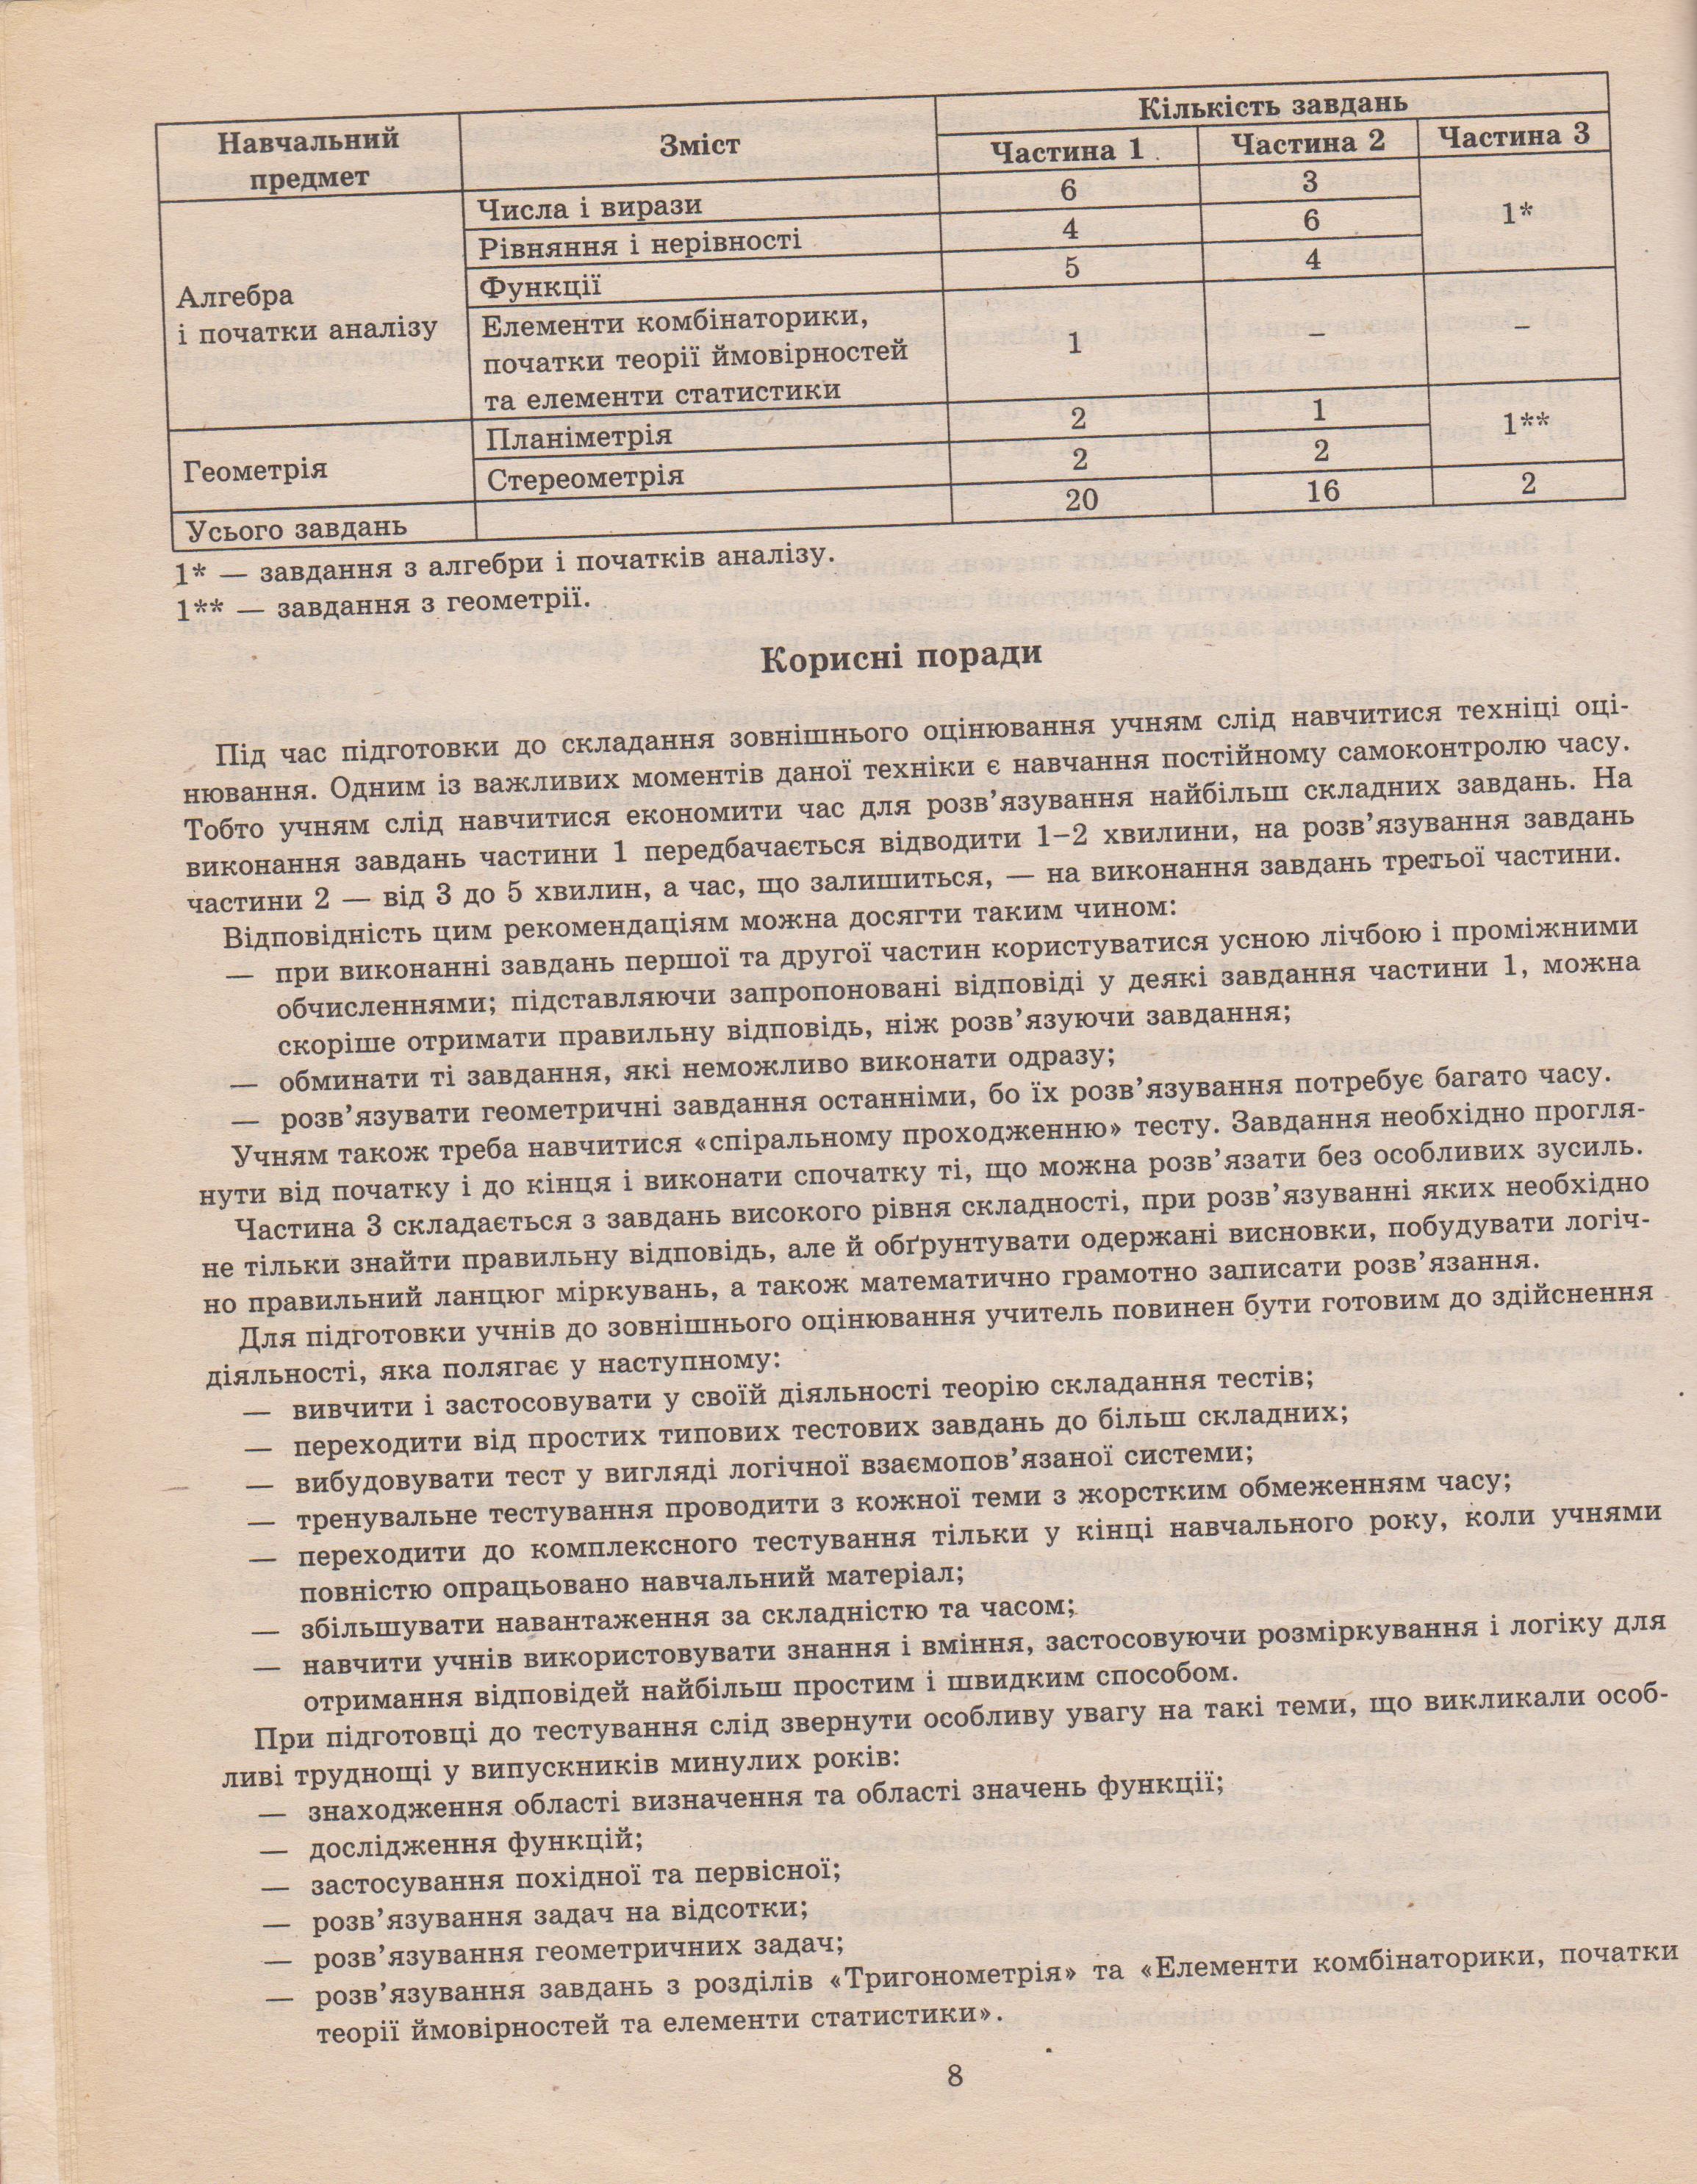 Навчальний предмет | Зміст | Кількість завдань
Частина 1 | Частина 2 | Частина 3
Алгебра і початки аналізу | Числа і вирази | 6 | 3 | 1*
Рівняння і нерівності | 4 | 6
Функції | 5 | 4
Елементи комбінаторики, початки теорії ймовірностей та елементи статистики | 1 | – | –
Геометрія | Планіметрія | 2 | 1 | 1**
Стереометрія | 2 | 2
Усього завдань | 20 | 16 | 2
1* — завдання з алгебри і початків аналізу.
1** — завдання з геометрії.
Корисні поради
Під час підготовки до складання зовнішнього оцінювання учням слід навчитися техніці оці-
нювання. Одним із важливих моментів даної техніки є навчання постійному самоконтролю часу.
Тобто учням слід навчитися економити час для розв’язування найбільш складних завдань. На
виконання завдань частини 1 передбачається відводити 1–2 хвилини, на розв’язування завдань
частини 2 — від 3 до 5 хвилин, а час, що залишиться, — на виконання завдань третьої частини.
Відповідність цим рекомендаціям можна досягти таким чином:
— при виконанні завдань першої та другої частин користуватися усною лічбою і проміжними
обчисленнями; підставляючи запропоновані відповіді у деякі завдання частини 1, можна
скоріше отримати правильну відповідь, ніж розв’язуючи завдання;
— обминати ті завдання, які неможливо виконати одразу;
— розв’язувати геометричні завдання останніми, бо їх розв’язування потребує багато часу.
Учням також треба навчитися «спіральному проходженню» тесту. Завдання необхідно прогля-
нути від початку і до кінця і виконати спочатку ті, що можна розв’язати без особливих зусиль.
Частина 3 складається з завдань високого рівня складності, при розв’язуванні яких необхідно
не тільки знайти правильну відповідь, але й обґрунтувати одержані висновки, побудувати логіч-
но правильний ланцюг міркувань, а також математично грамотно записати розв’язання.
Для підготовки учнів до зовнішнього оцінювання учитель повинен бути готовим до здійснення
діяльності, яка полягає у наступному:
— вивчити і застосовувати у своїй діяльності теорію складання тестів;
— переходити від простих типових тестових завдань до більш складних;
— вибудовувати тест у вигляді логічної взаємопов’язаної системи;
— тренувальне тестування проводити з кожної теми з жорстким обмеженням часу;
— переходити до комплексного тестування тільки у кінці навчального року, коли учнями
повністю опрацьовано навчальний матеріал;
— збільшувати навантаження за складністю та часом;
— навчити учнів використовувати знання і вміння, застосовуючи розміркування і логіку для
отримання відповідей найбільш простим і швидким способом.
При підготовці до тестування слід звернути особливу увагу на такі теми, що викликали особ-
ливі труднощі у випускників минулих років:
— знаходження області визначення та області значень функції;
— дослідження функцій;
— застосування похідної та первісної;
— розв’язування задач на відсотки;
— розв’язування геометричних задач;
— розв’язування завдань з розділів «Тригонометрія» та «Елементи комбінаторики, початки
теорії ймовірностей та елементи статистики».
8